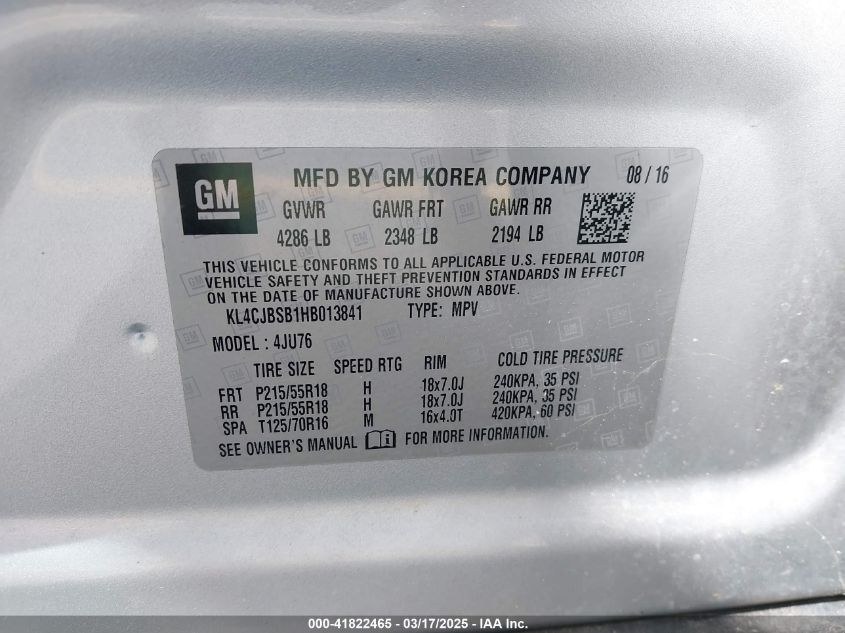 GM MFD BY GM KOREA COMPANY 08 / 16
GVWR GAWR FRT GAWR RR
4286 LB 2348 LB 2194 LB
THIS VEHICLE CONFORMS TO ALL APPLICABLE U.S. FEDERAL MOTOR
VEHICLE SAFETY AND THEFT PREVENTION STANDARDS IN EFFECT
ON THE DATE OF MANUFACTURE SHOWN ABOVE.
KL4CJBSB1HB013841 TYPE: MPV
MODEL : 4JU76
TIRE SIZE SPEED RTG RIM COLD TIRE PRESSURE
FRT P215/55R18 H 18x7.0J 240KPA, 35 PSI
RR P215/55R18 H 18x7.0J 240KPA, 35 PSI
SPA T125/70R16 M 16x4.0T 420KPA, 60 PSI
SEE OWNER'S MANUAL FOR MORE INFORMATION.
000-41822465 - 03/17/2025 - IAA Inc.